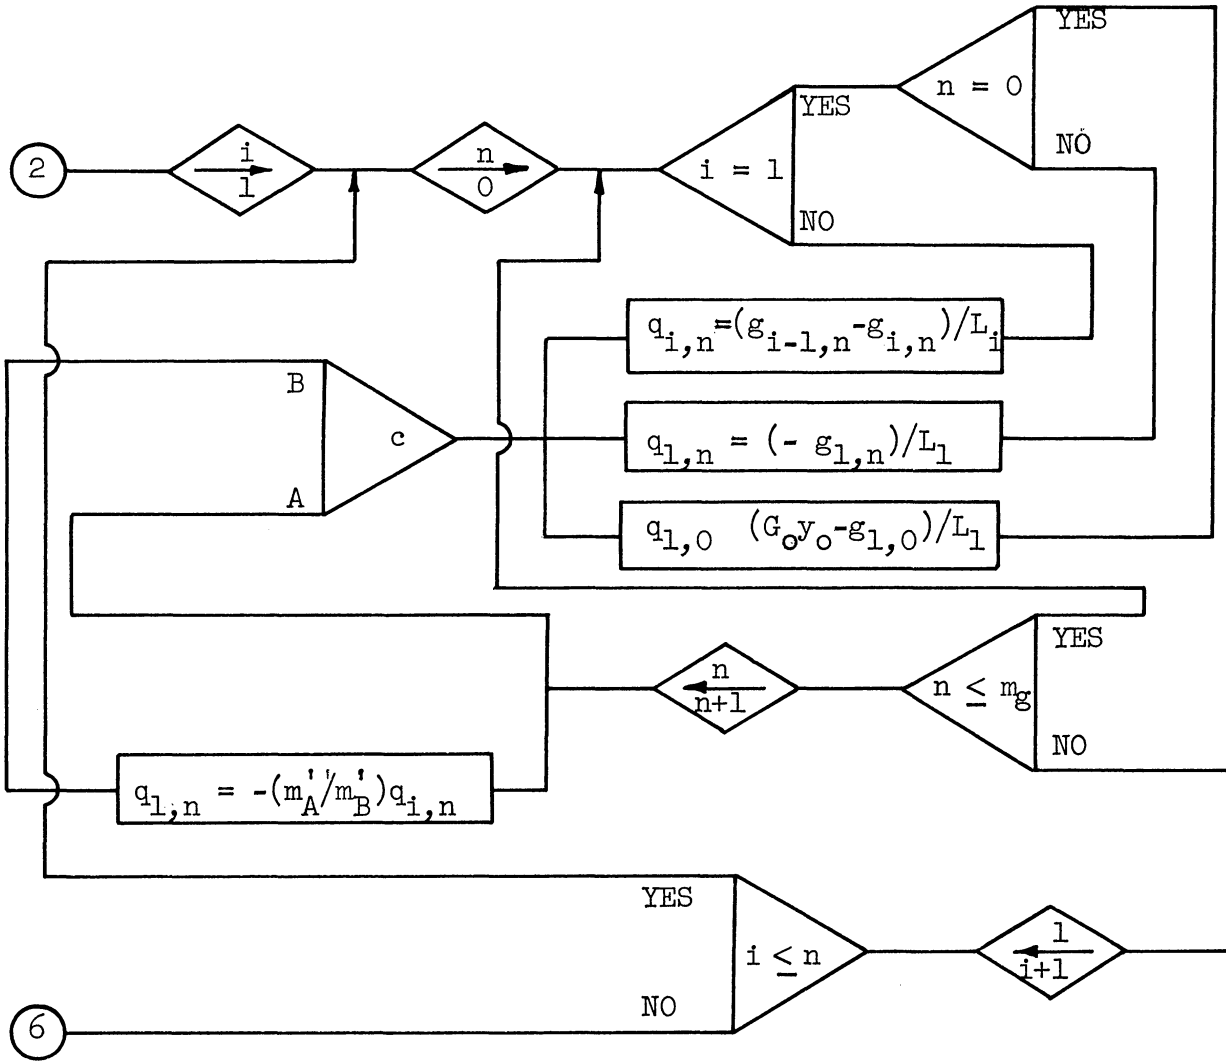 2
i
1
n
0
i = 1
YES
NO
n = 0
YES
NO
q_{i,n}=(g_{i-1,n}-g_{i,n})/L_i
q_{1,n} = (- g_{1,n})/L_1
q_{1,0} (G_o y_o-g_{1,0})/L_1
B
c
A
n
n+1
n ≤ m_g
YES
NO
q_{1,n} = -(m'_A/m'_B)q_{i,n}
YES
i ≤ n
NO
1
i+1
6